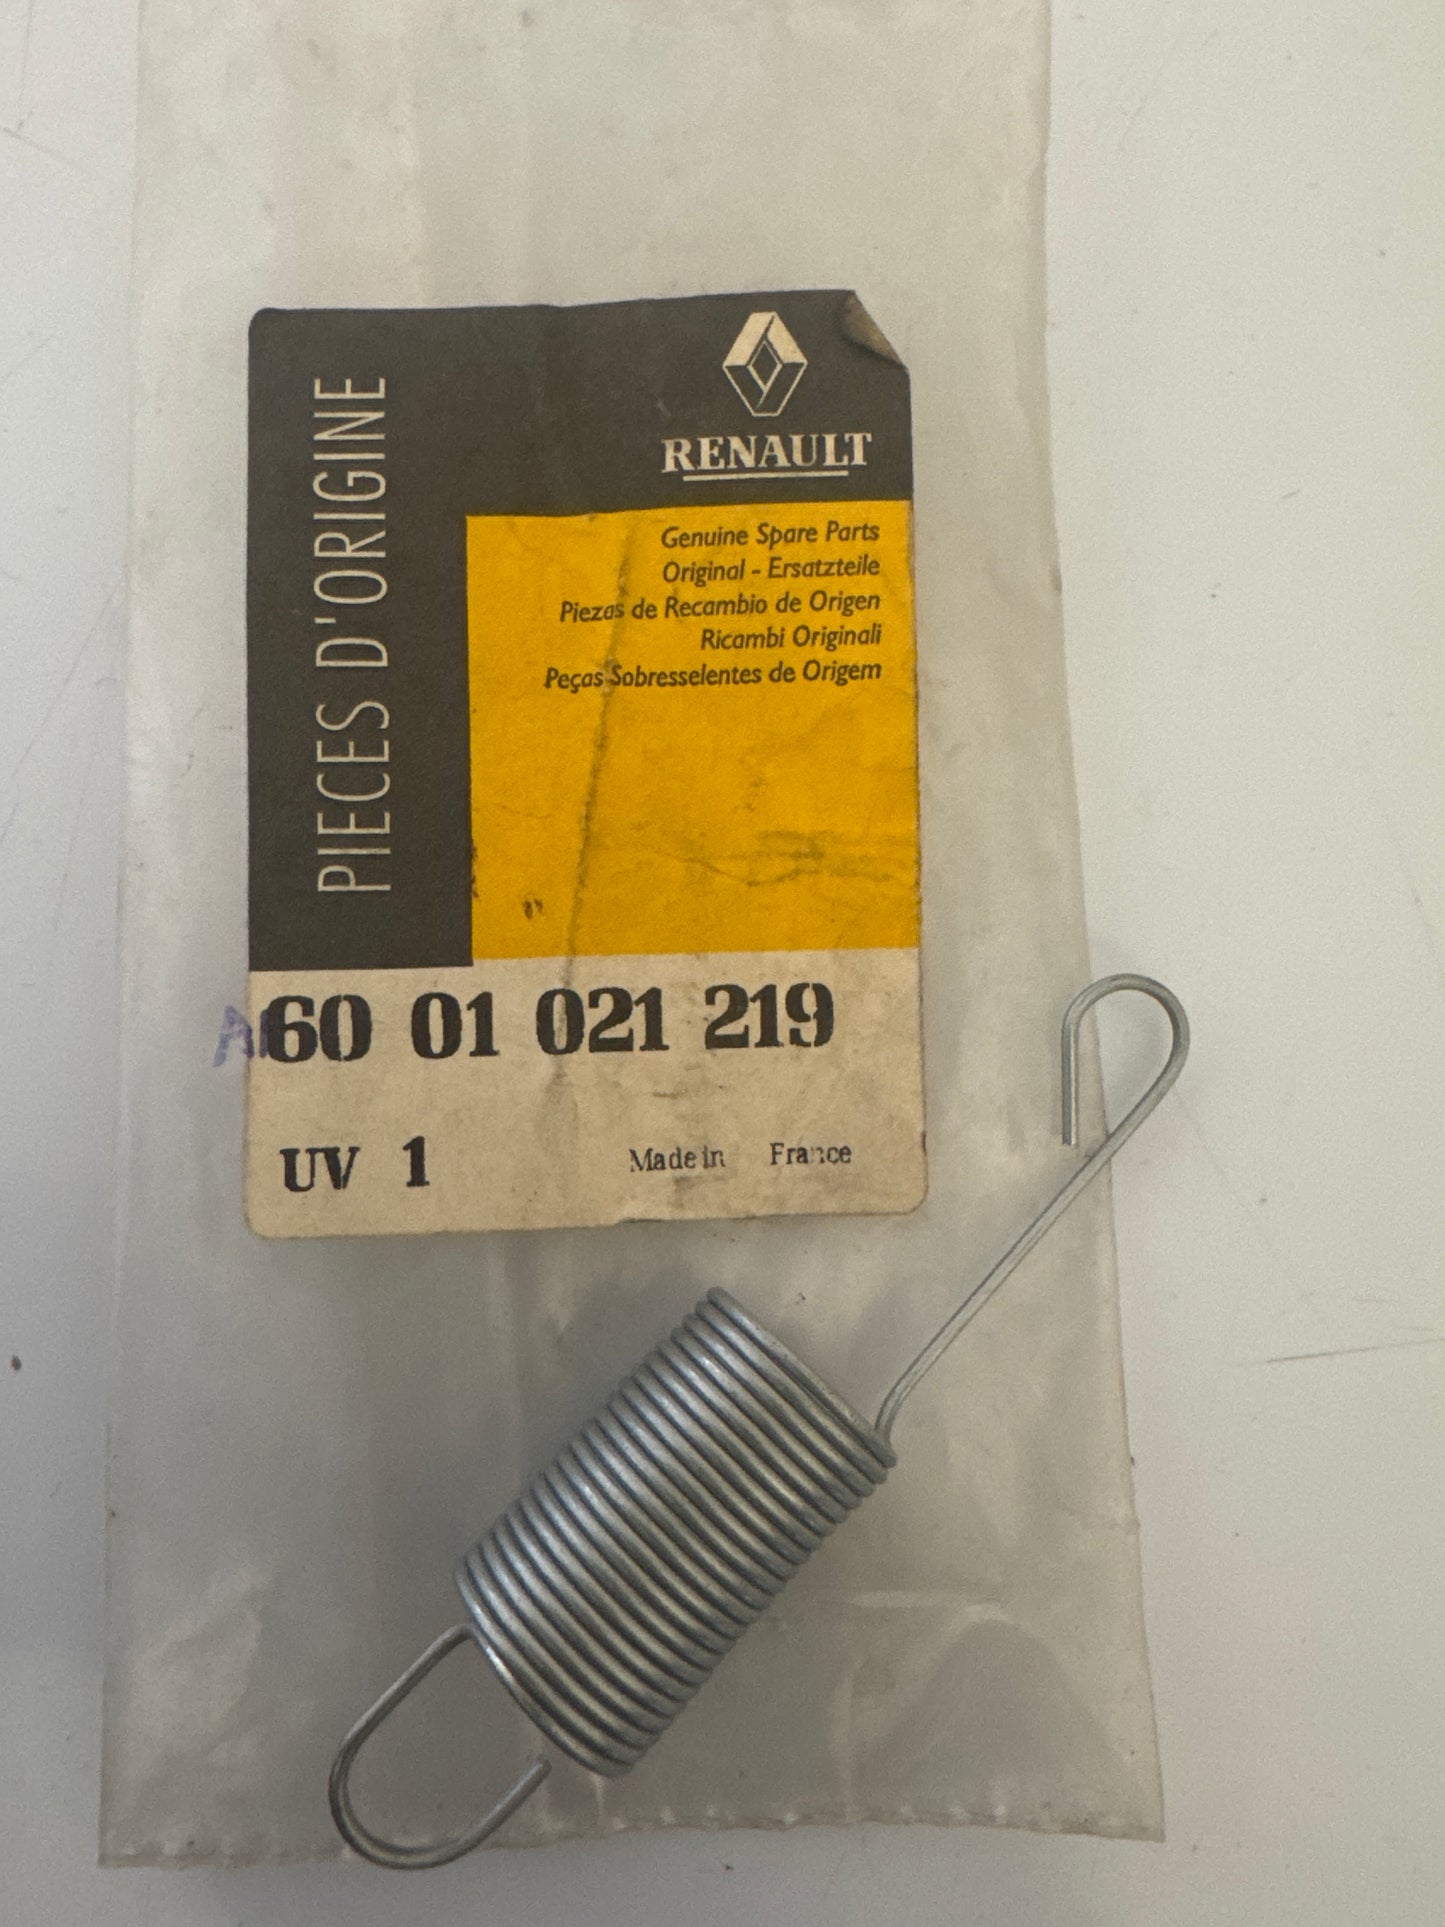 RENAULT
PIECES D'ORIGINE
Genuine Spare Parts
Original - Ersatzteile
Piezas de Recambio de Origen
Ricambi Originali
Peças Sobresselentes de Origem
60 01 021 219
UV 1 Made in France